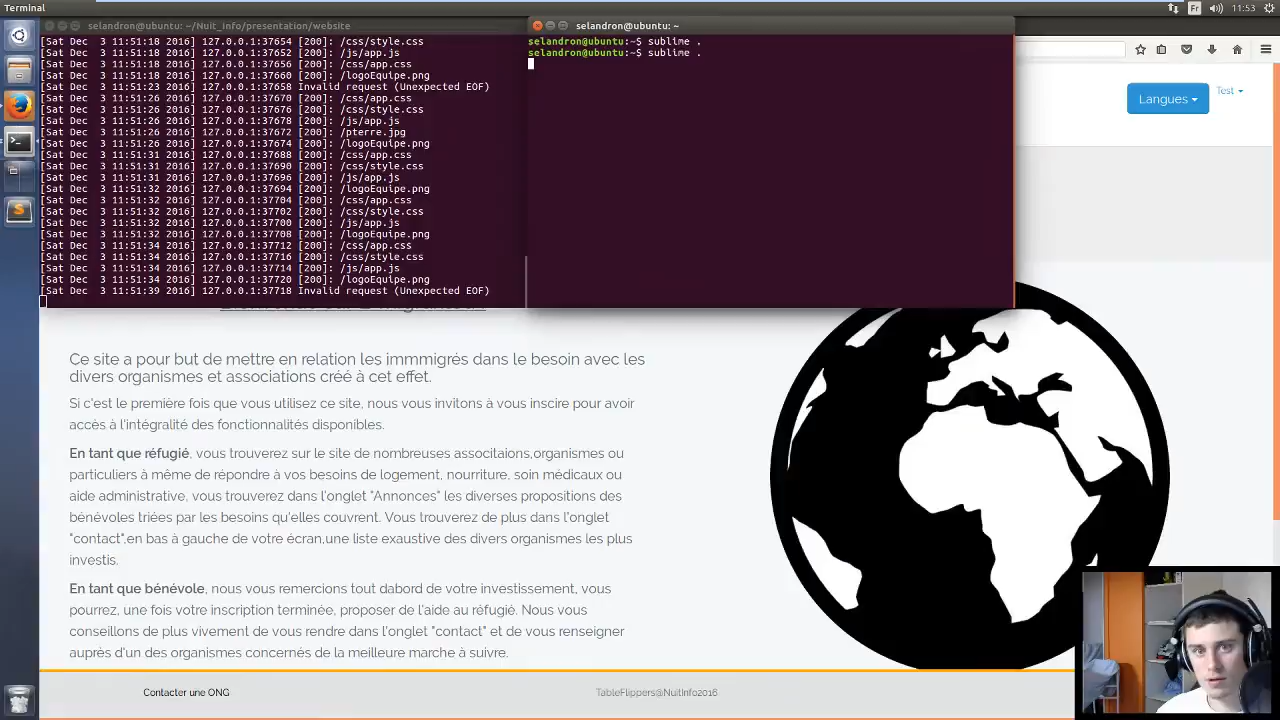 Terminal
Fr
11:53
selandron@ubuntu: ~/Nuit_info/presentation/website
[Sat Dec  3 11:51:18 2016] 127.0.0.1:37654 [200]: /css/style.css
[Sat Dec  3 11:51:18 2016] 127.0.0.1:37652 [200]: /js/app.js
[Sat Dec  3 11:51:18 2016] 127.0.0.1:37656 [200]: /css/app.css
[Sat Dec  3 11:51:18 2016] 127.0.0.1:37660 [200]: /logoEquipe.png
[Sat Dec  3 11:51:23 2016] 127.0.0.1:37658 Invalid request (Unexpected EOF)
[Sat Dec  3 11:51:26 2016] 127.0.0.1:37670 [200]: /css/app.css
[Sat Dec  3 11:51:26 2016] 127.0.0.1:37676 [200]: /css/style.css
[Sat Dec  3 11:51:26 2016] 127.0.0.1:37678 [200]: /js/app.js
[Sat Dec  3 11:51:26 2016] 127.0.0.1:37672 [200]: /pterre.jpg
[Sat Dec  3 11:51:26 2016] 127.0.0.1:37674 [200]: /logoEquipe.png
[Sat Dec  3 11:51:31 2016] 127.0.0.1:37688 [200]: /css/app.css
[Sat Dec  3 11:51:31 2016] 127.0.0.1:37690 [200]: /css/style.css
[Sat Dec  3 11:51:31 2016] 127.0.0.1:37696 [200]: /js/app.js
[Sat Dec  3 11:51:32 2016] 127.0.0.1:37694 [200]: /logoEquipe.png
[Sat Dec  3 11:51:32 2016] 127.0.0.1:37704 [200]: /css/app.css
[Sat Dec  3 11:51:32 2016] 127.0.0.1:37702 [200]: /css/style.css
[Sat Dec  3 11:51:32 2016] 127.0.0.1:37700 [200]: /js/app.js
[Sat Dec  3 11:51:32 2016] 127.0.0.1:37708 [200]: /logoEquipe.png
[Sat Dec  3 11:51:34 2016] 127.0.0.1:37712 [200]: /css/app.css
[Sat Dec  3 11:51:34 2016] 127.0.0.1:37716 [200]: /css/style.css
[Sat Dec  3 11:51:34 2016] 127.0.0.1:37714 [200]: /js/app.js
[Sat Dec  3 11:51:34 2016] 127.0.0.1:37720 [200]: /logoEquipe.png
[Sat Dec  3 11:51:39 2016] 127.0.0.1:37718 Invalid request (Unexpected EOF)
selandron@ubuntu: ~
selandron@ubuntu:~$ sublime .
selandron@ubuntu:~$ sublime .
Langues
Test
Ce site a pour but de mettre en relation les immmigrés dans le besoin avec les
divers organismes et associations créé à cet effet.
Si c'est le première fois que vous utilisez ce site, nous vous invitons à vous inscire pour avoir
accès à l'intégralité des fonctionnalités disponibles.
En tant que réfugié, vous trouverez sur le site de nombreuses associtaions,organismes ou
particuliers à même de répondre à vos besoins de logement, nourriture, soin médicaux ou
aide administrative, vous trouverez dans l'onglet "Annonces" les diverses propositions des
bénévoles triées par les besoins qu'elles couvrent. Vous trouverez de plus dans l'onglet
"contact",en bas à gauche de votre écran,une liste exaustive des divers organismes les plus
investis.
En tant que bénévole, nous vous remercions tout dabord de votre investissement, vous
pourrez, une fois votre inscription terminée, proposer de l'aide au réfugié. Nous vous
conseillons de plus vivement de vous rendre dans l'onglet "contact" et de vous renseigner
auprès d'un des organismes concernés de la meilleure marche à suivre.
Contacter une ONG
TableFlippers@NuitInfo2016